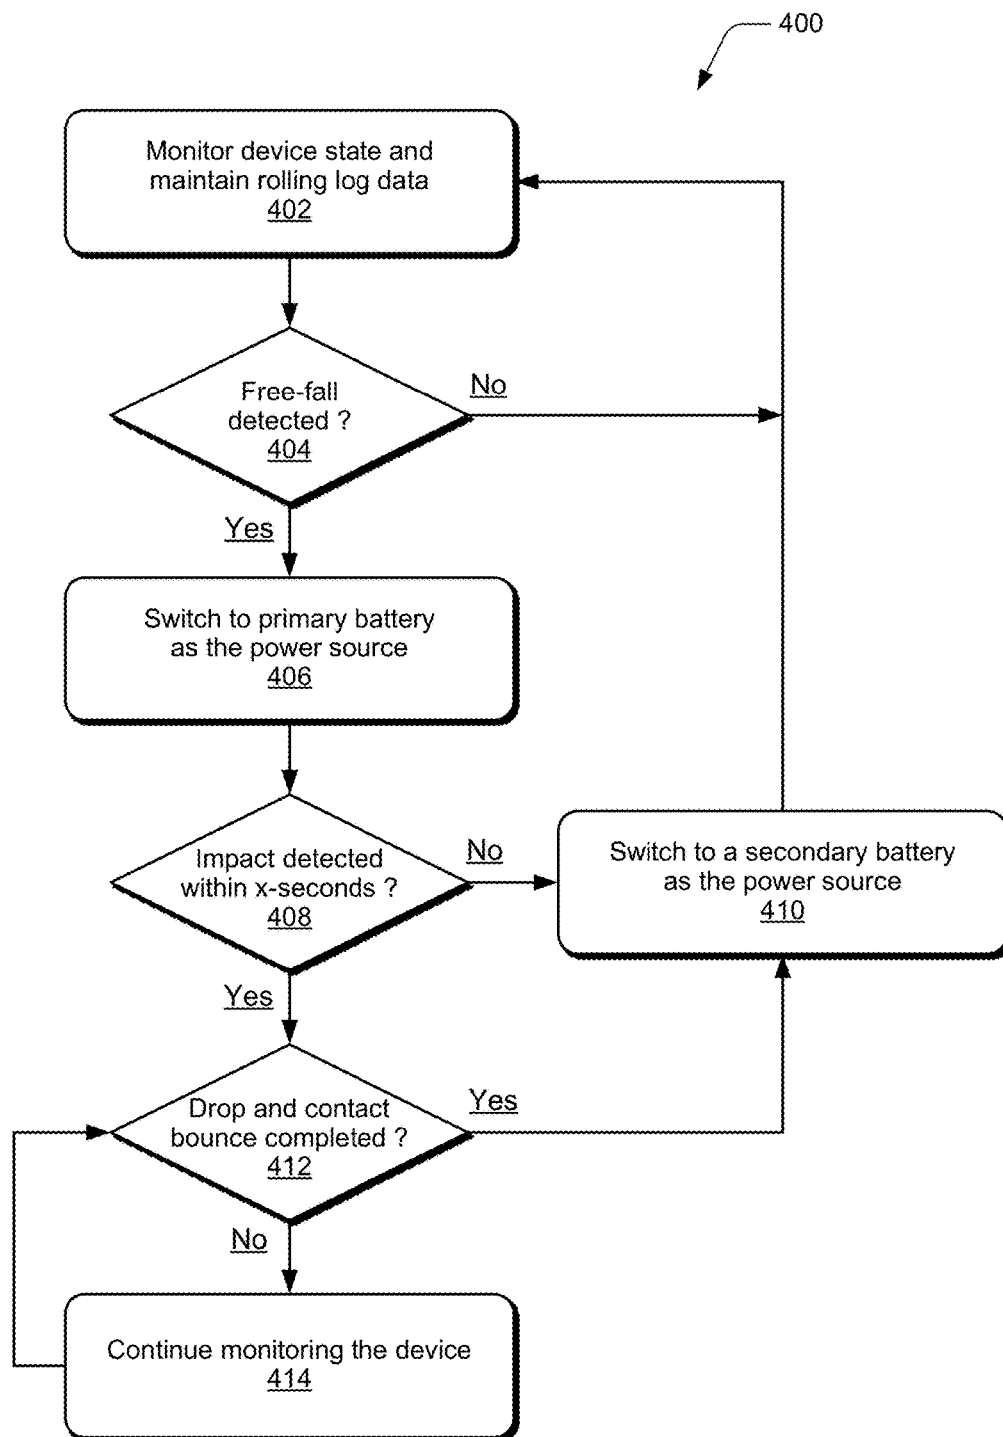 400
Monitor device state and
maintain rolling log data
402
Free-fall
detected ?
404
No
Yes
Switch to primary battery
as the power source
406
Impact detected
within x-seconds ?
408
No
Switch to a secondary battery
as the power source
410
Yes
Drop and contact
bounce completed ?
412
Yes
No
Continue monitoring the device
414